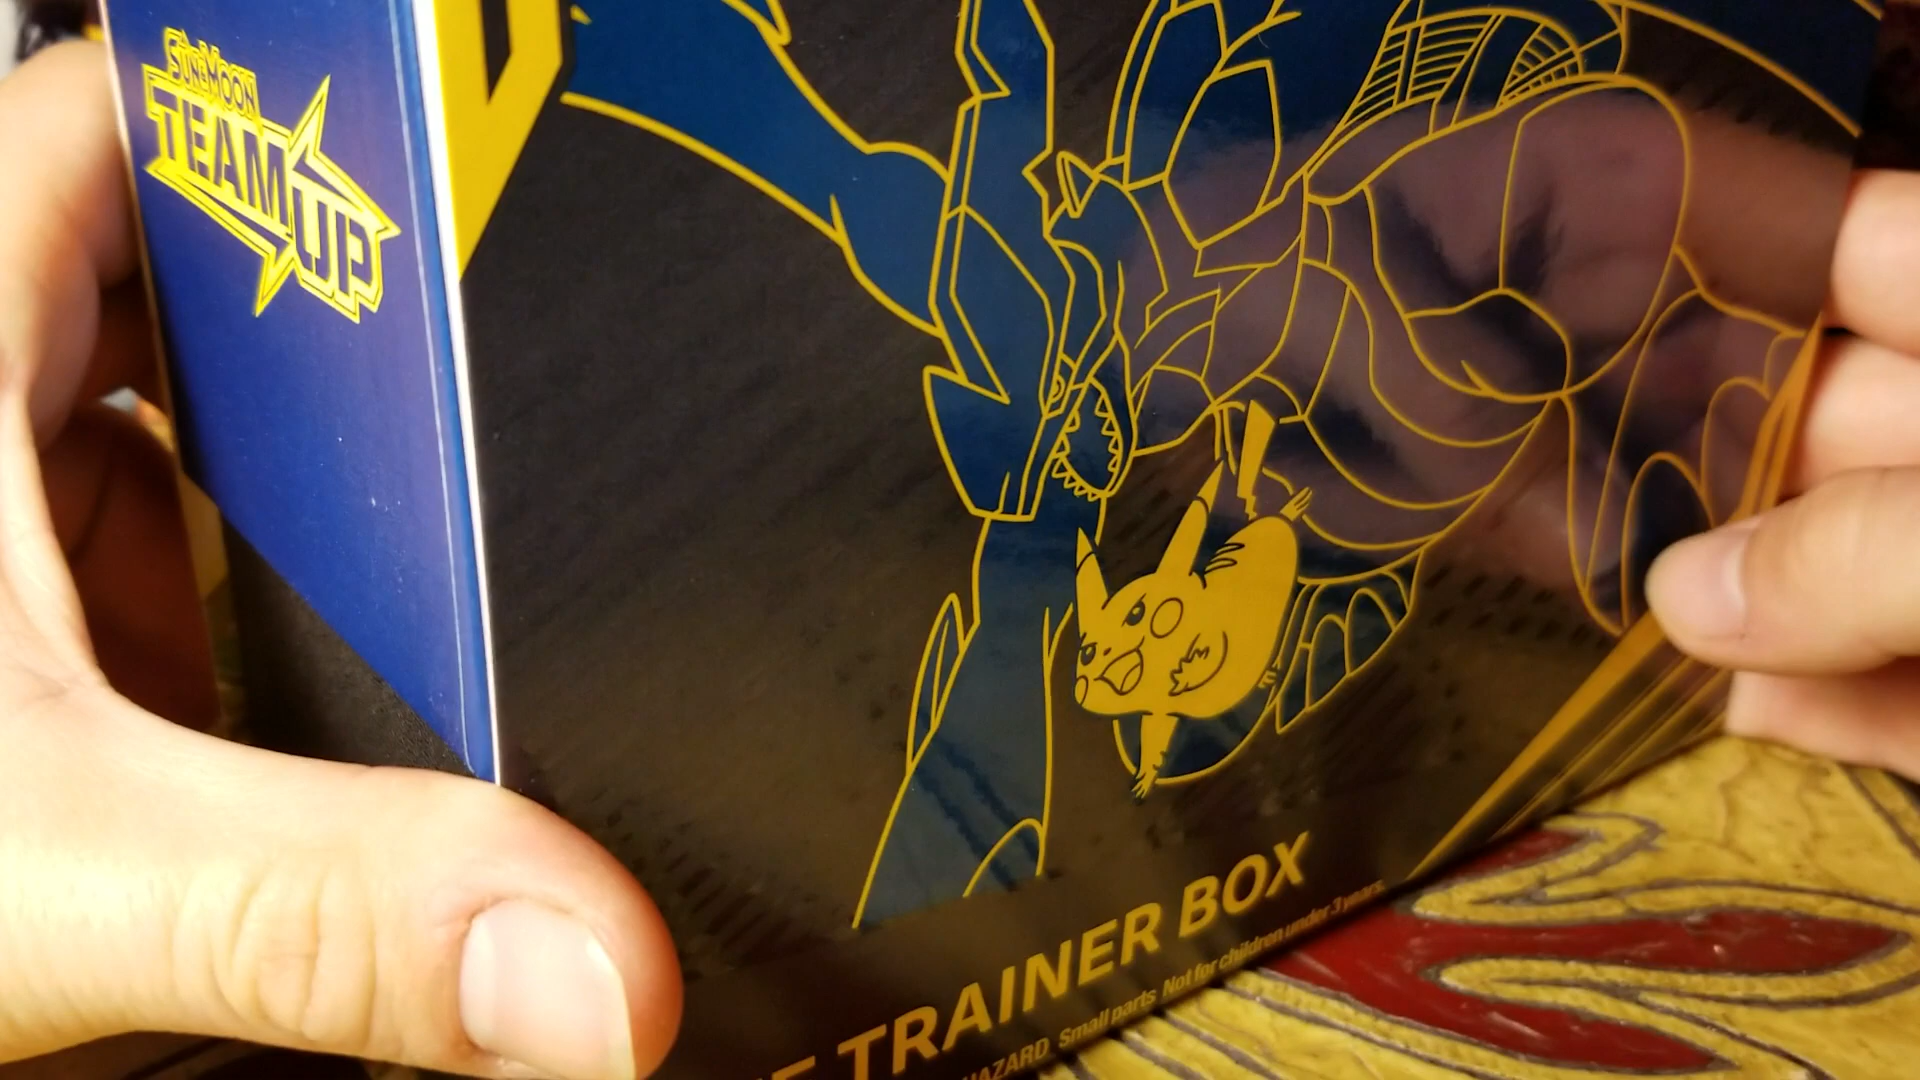 SUN & MOON
TEAM UP
TRAINER BOX
HAZARD Small parts Not for children under 3 years.